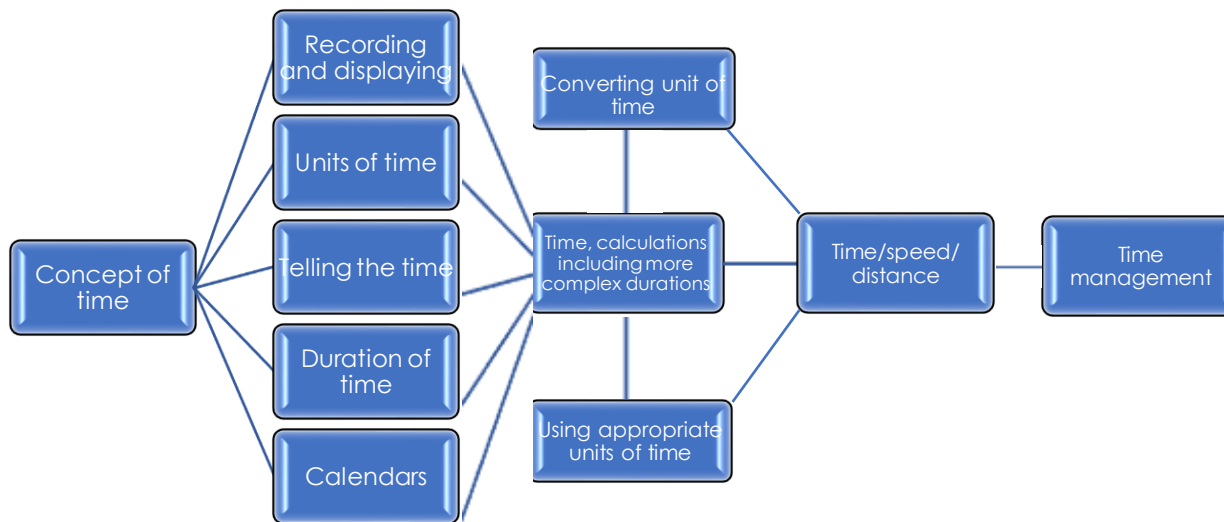 Concept of
time
Recording
and displaying
Units of time
Telling the time
Duration of
time
Calendars
Converting unit of
time
Time, calculations
including more
complex durations
Using appropriate
units of time
Time/speed/
distance
Time
management